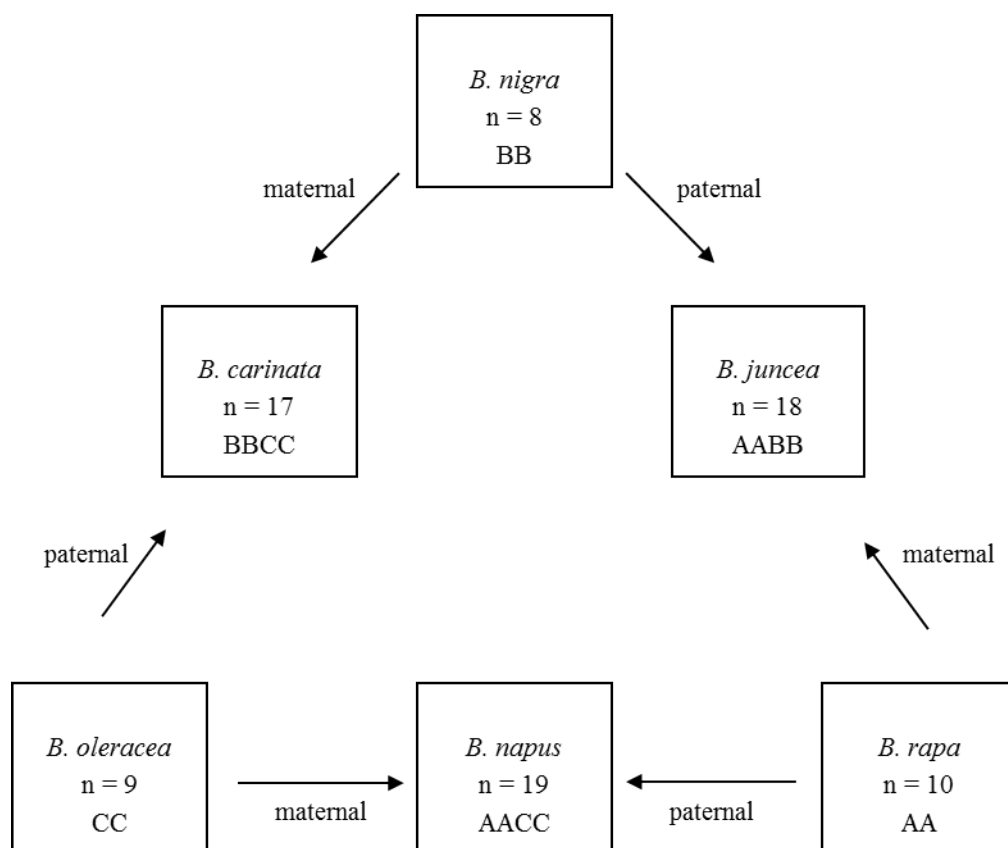 B. nigra
n = 8
BB
maternal
paternal
B. carinata
n = 17
BBCC
B. juncea
n = 18
AABB
paternal
maternal
B. oleracea
n = 9
CC
maternal
B. napus
n = 19
AACC
paternal
B. rapa
n = 10
AA